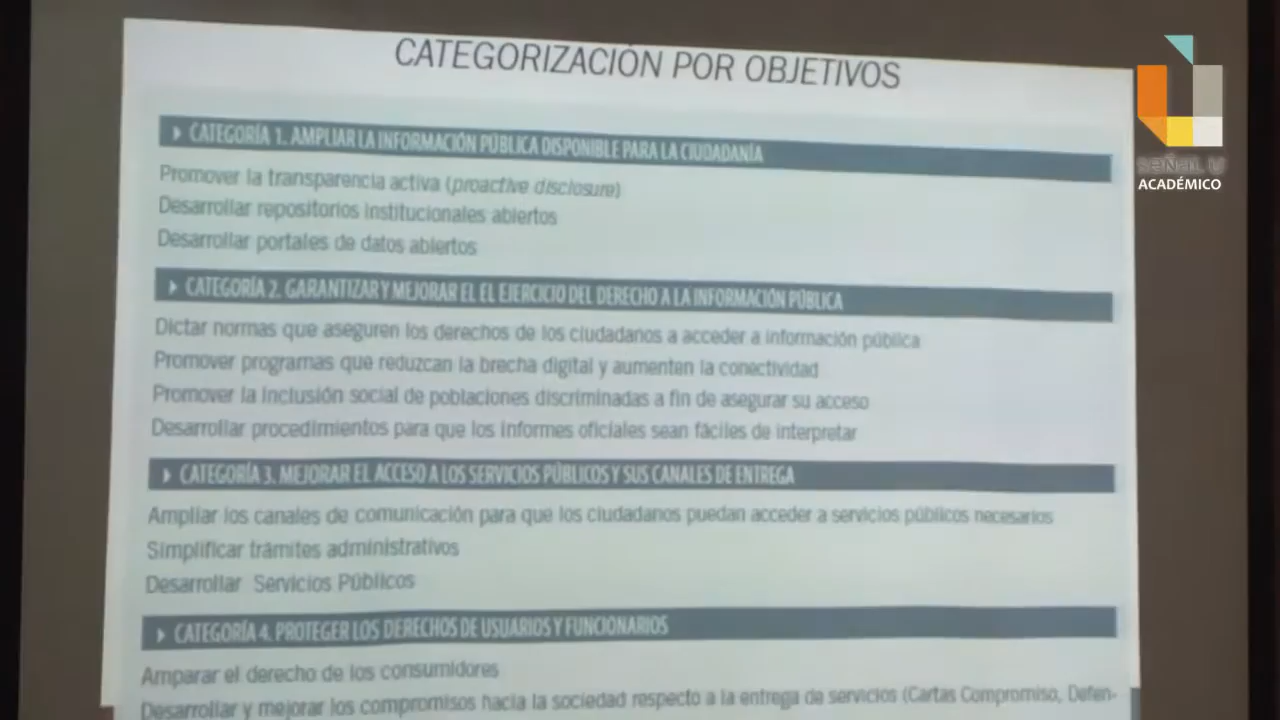 CATEGORIZACIÓN POR OBJETIVOS
CATEGORÍA 1. AMPLIAR LA INFORMACIÓN PÚBLICA DISPONIBLE PARA LA CIUDADANÍA
Promover la transparencia activa (proactive disclosure)
Desarrollar repositorios institucionales abiertos
Desarrollar portales de datos abiertos
CATEGORÍA 2. GARANTIZAR Y MEJORAR EL EL EJERCICIO DEL DERECHO A LA INFORMACIÓN PÚBLICA
Dictar normas que aseguren los derechos de los ciudadanos a acceder a información pública
Promover programas que reduzcan la brecha digital y aumenten la conectividad
Promover la inclusión social de poblaciones discriminadas a fin de asegurar su acceso
Desarrollar procedimientos para que los informes oficiales sean fáciles de interpretar
CATEGORÍA 3. MEJORAR EL ACCESO A LOS SERVICIOS PÚBLICOS Y SUS CANALES DE ENTREGA
Ampliar los canales de comunicación para que los ciudadanos puedan acceder a servicios públicos necesarios
Simplificar trámites administrativos
Desarrollar Servicios Públicos
CATEGORÍA 4. PROTEGER LOS DERECHOS DE USUARIOS Y FUNCIONARIOS
Amparar el derecho de los consumidores
Desarrollar y mejorar los compromisos hacia la sociedad respecto a la entrega de servicios (Cartas Compromiso, Defen-
SEÑAL U
ACADÉMICO